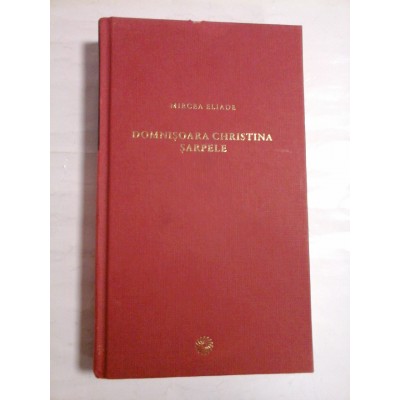 MIRCEA ELIADE
DOMNIȘOARA CHRISTINA
ȘARPELE